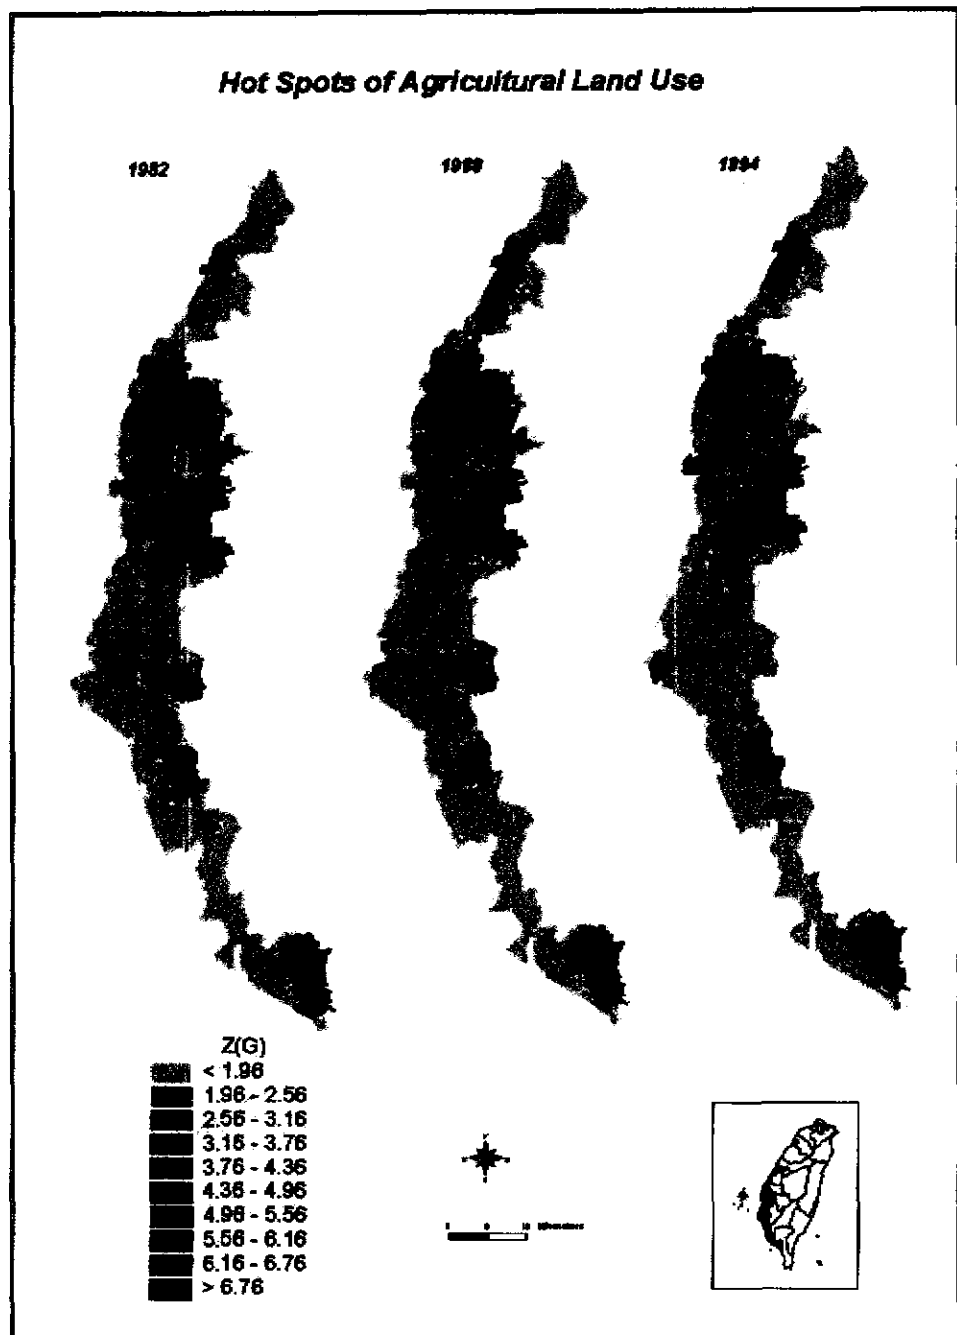 Hot Spots of Agricultural Land Use
1982
1994
Z(G)
< 1.96
1.96 - 2.56
2.56 - 3.16
3.16 - 3.76
3.76 - 4.36
4.36 - 4.96
4.96 - 5.56
5.56 - 6.16
6.16 - 6.76
> 6.76